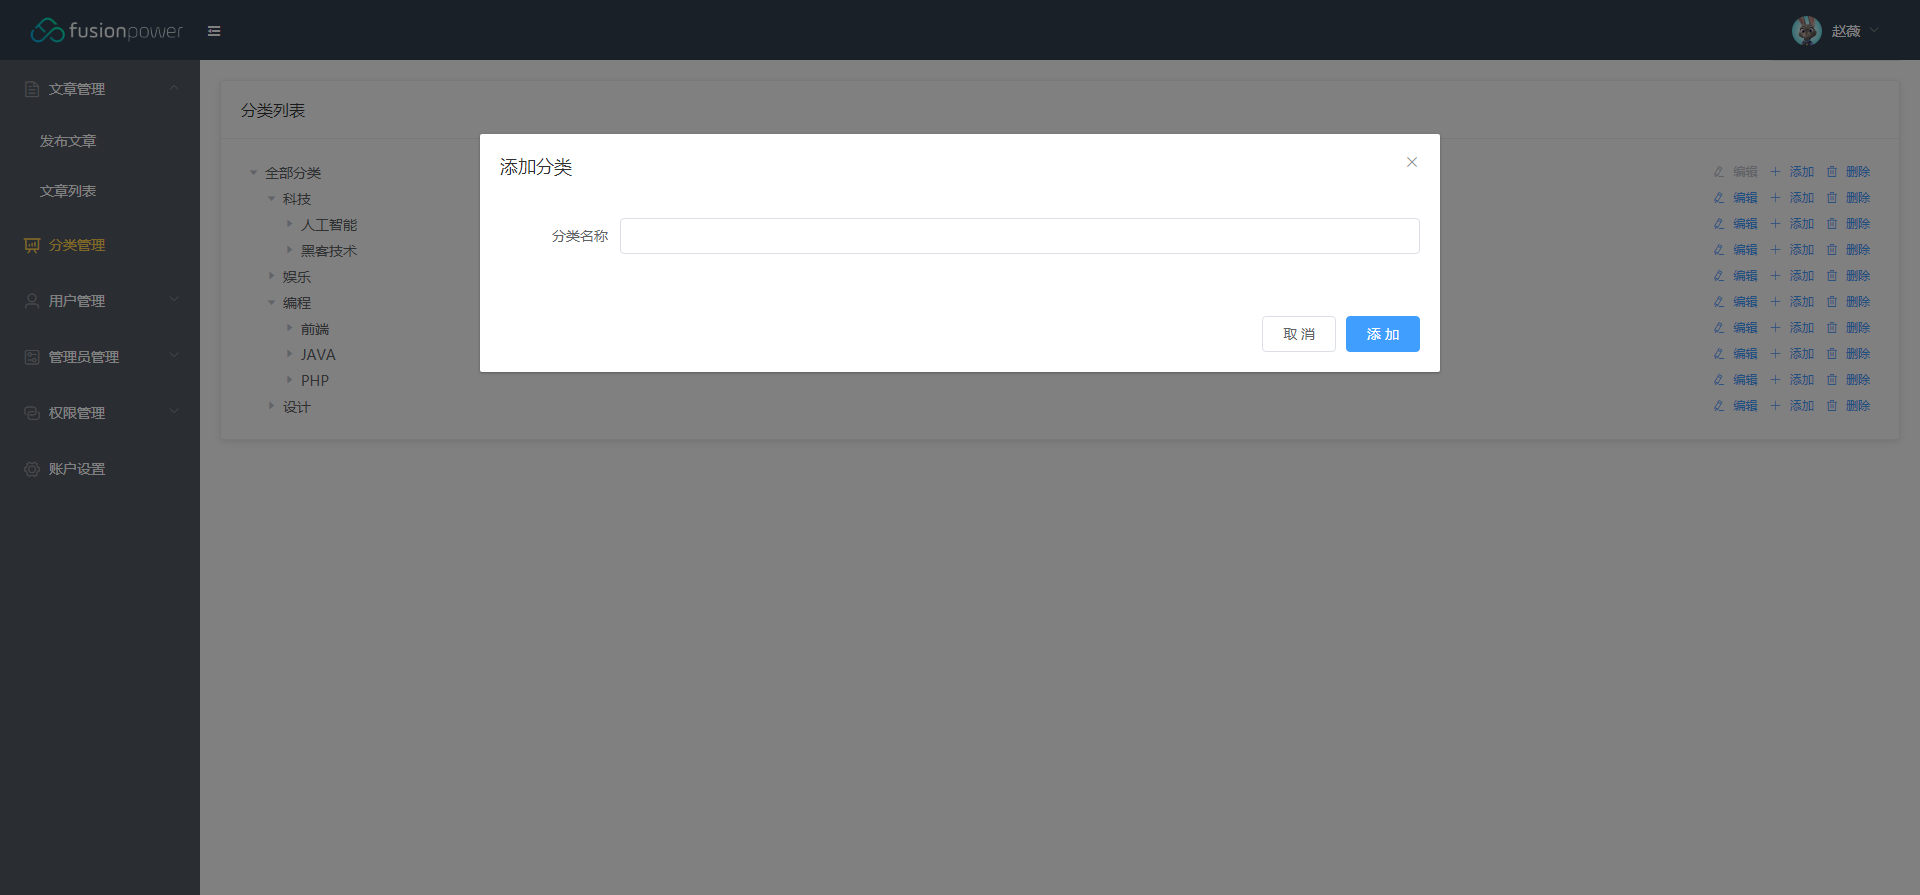 fusionpower
赵薇
文章管理
发布文章
文章列表
分类管理
用户管理
管理员管理
权限管理
账户设置
分类列表
全部分类 编辑 添加 删除
科技 编辑 添加 删除
人工智能 编辑 添加 删除
黑客技术 编辑 添加 删除
娱乐 编辑 添加 删除
编程 编辑 添加 删除
前端 编辑 添加 删除
JAVA 编辑 添加 删除
PHP 编辑 添加 删除
设计 编辑 添加 删除
添加分类
分类名称
取 消 添 加